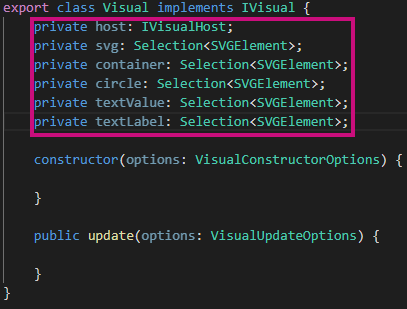 export class Visual implements IVisual {
    private host: IVisualHost;
    private svg: Selection<SVGElement>;
    private container: Selection<SVGElement>;
    private circle: Selection<SVGElement>;
    private textValue: Selection<SVGElement>;
    private textLabel: Selection<SVGElement>;
    constructor(options: VisualConstructorOptions) {
    }
    public update(options: VisualUpdateOptions) {
    }
}